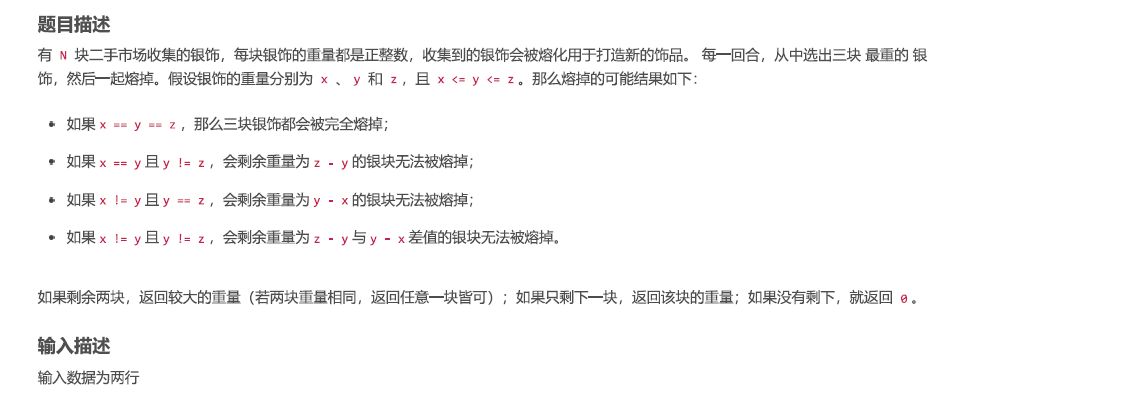 题目描述
有 N 块二手市场收集的银饰，每块银饰的重量都是正整数，收集到的银饰会被熔化用于打造新的饰品。 每一回合，从中选出三块 最重的 银
饰，然后一起熔掉。假设银饰的重量分别为 x 、 y 和 z ，且 x <= y <= z 。那么熔掉的可能结果如下：
• 如果 x == y == z ，那么三块银饰都会被完全熔掉；
• 如果 x == y 且 y != z ，会剩余重量为 z - y 的银块无法被熔掉；
• 如果 x != y 且 y == z ，会剩余重量为 y - x 的银块无法被熔掉；
• 如果 x != y 且 y != z ，会剩余重量为 z - y 与 y - x 差值的银块无法被熔掉。
如果剩余两块，返回较大的重量（若两块重量相同，返回任意一块皆可）；如果只剩下一块，返回该块的重量；如果没有剩下，就返回 0 。
输入描述
输入数据为两行